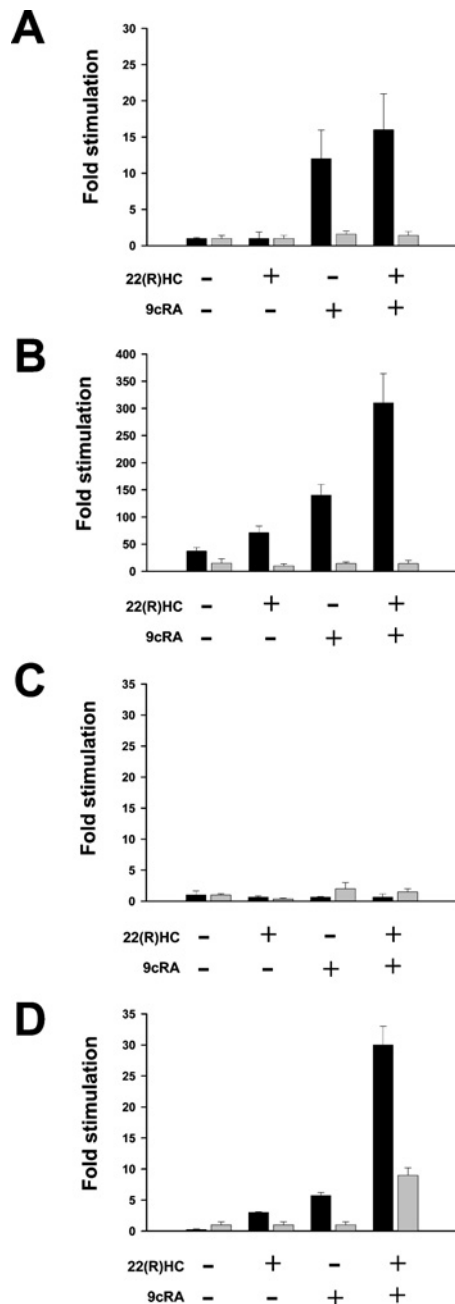 A
Fold stimulation
30
25
20
15
10
5
0
22(R)HC - + - +
9cRA - - + +
B
Fold stimulation
400
350
300
250
200
150
100
50
0
22(R)HC - + - +
9cRA - - + +
C
Fold stimulation
35
30
25
20
15
10
5
0
22(R)HC - + - +
9cRA - - + +
D
Fold stimulation
35
30
25
20
15
10
5
0
22(R)HC - + - +
9cRA - - + +